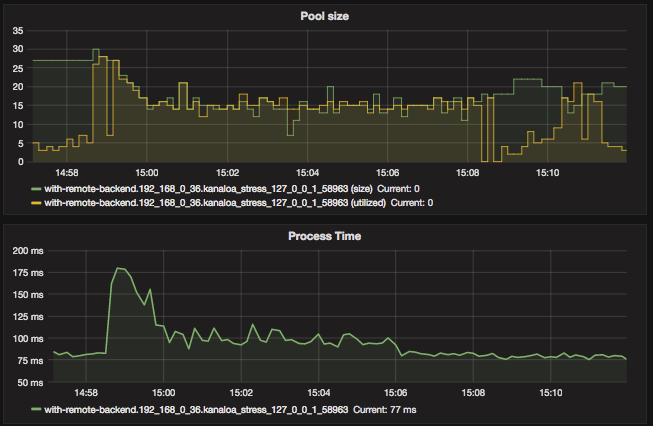 Pool size
35
30
25
20
15
10
5
0
14:58 15:00 15:02 15:04 15:06 15:08 15:10
with-remote-backend.192_168_0_36.kanaloa_stress_127_0_0_1_58963 (size) Current: 0
with-remote-backend.192_168_0_36.kanaloa_stress_127_0_0_1_58963 (utilized) Current: 0
Process Time
200 ms
175 ms
150 ms
125 ms
100 ms
75 ms
50 ms
14:58 15:00 15:02 15:04 15:06 15:08 15:10
with-remote-backend.192_168_0_36.kanaloa_stress_127_0_0_1_58963 Current: 77 ms